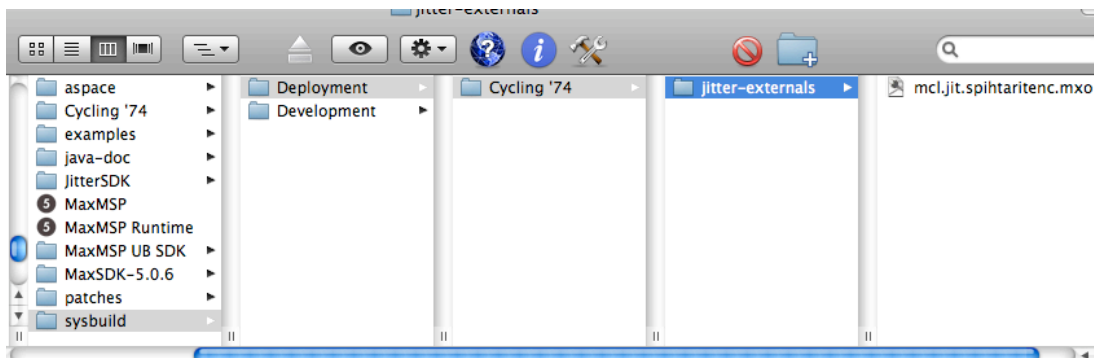 jitter-externals
aspace
Cycling '74
examples
java-doc
JitterSDK
MaxMSP
MaxMSP Runtime
MaxMSP UB SDK
MaxSDK-5.0.6
patches
sysbuild
Deployment
Development
Cycling '74
jitter-externals
mcl.jit.spihtaritenc.mxo